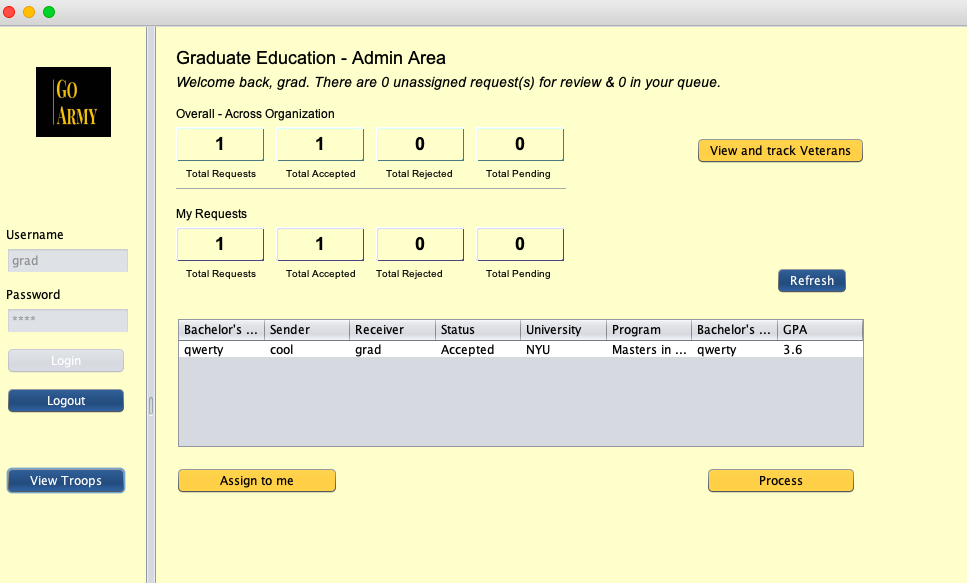 GO
ARMY
Username
grad
Password
****
Login
Logout
View Troops
Graduate Education - Admin Area
Welcome back, grad. There are 0 unassigned request(s) for review & 0 in your queue.
Overall - Across Organization
1 1 0 0
Total Requests Total Accepted Total Rejected Total Pending
View and track Veterans
My Requests
1 1 0 0
Total Requests Total Accepted Total Rejected Total Pending
Refresh
Bachelor's ... Sender Receiver Status University Program Bachelor's ... GPA
qwerty cool grad Accepted NYU Masters in ... qwerty 3.6
Assign to me Process